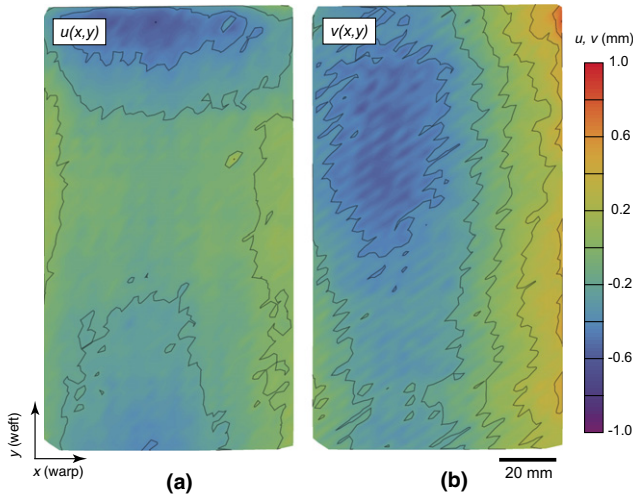 u(x,y)
v(x,y)
u, v (mm)
1.0
0.6
0.2
-0.2
-0.6
-1.0
y (weft)
x (warp)
(a)
(b)
20 mm